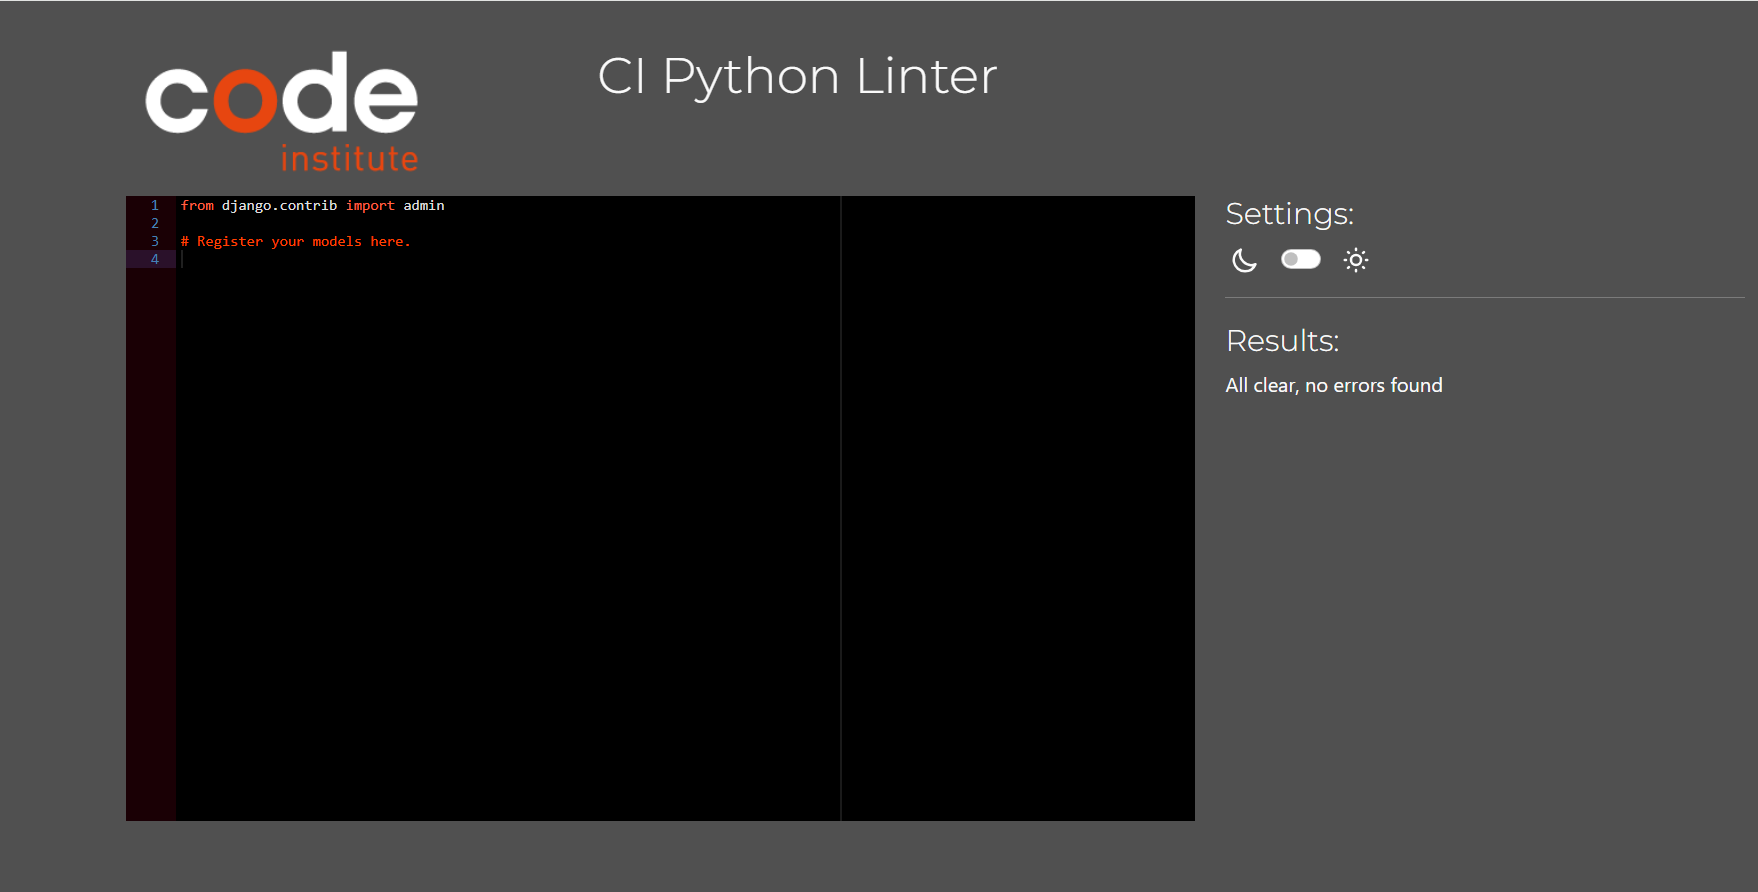 code
institute
CI Python Linter
1 from django.contrib import admin
2
3 # Register your models here.
4
Settings:
Results:
All clear, no errors found